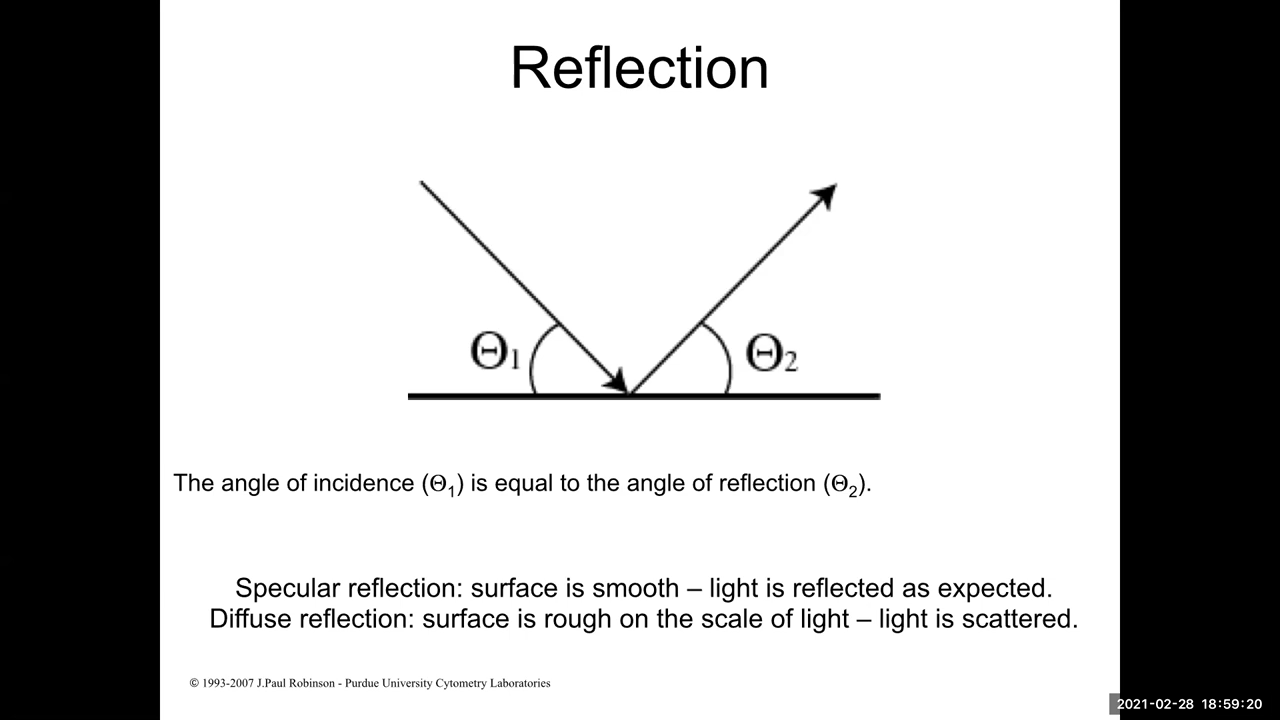 Reflection
Θ1
Θ2
The angle of incidence (Θ1) is equal to the angle of reflection (Θ2).
Specular reflection: surface is smooth – light is reflected as expected.
Diffuse reflection: surface is rough on the scale of light – light is scattered.
© 1993-2007 J.Paul Robinson - Purdue University Cytometry Laboratories
2021-02-28 18:59:20